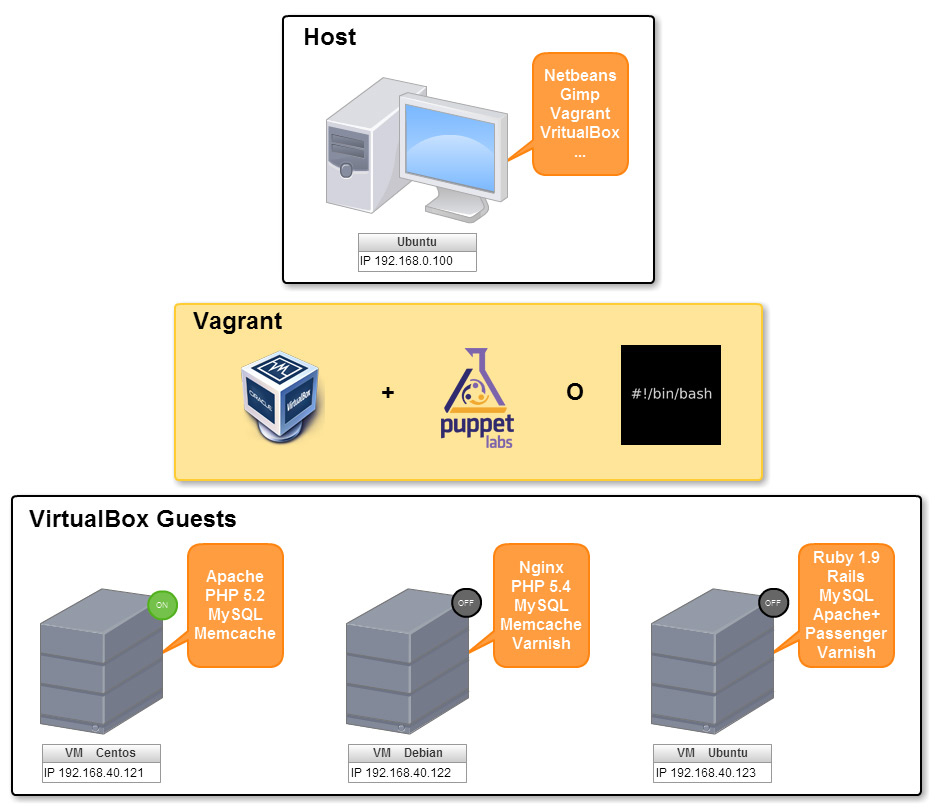 Host
Netbeans
Gimp
Vagrant
VritualBox
...
Ubuntu
IP 192.168.0.100
Vagrant
ORACLE
VirtualBox
+
puppet
labs
O
#!/bin/bash
VirtualBox Guests
Apache
PHP 5.2
MySQL
Memcache
ON
VM Centos
IP 192.168.40.121
Nginx
PHP 5.4
MySQL
Memcache
Varnish
OFF
VM Debian
IP 192.168.40.122
Ruby 1.9
Rails
MySQL
Apache+
Passenger
Varnish
OFF
VM Ubuntu
IP 192.168.40.123